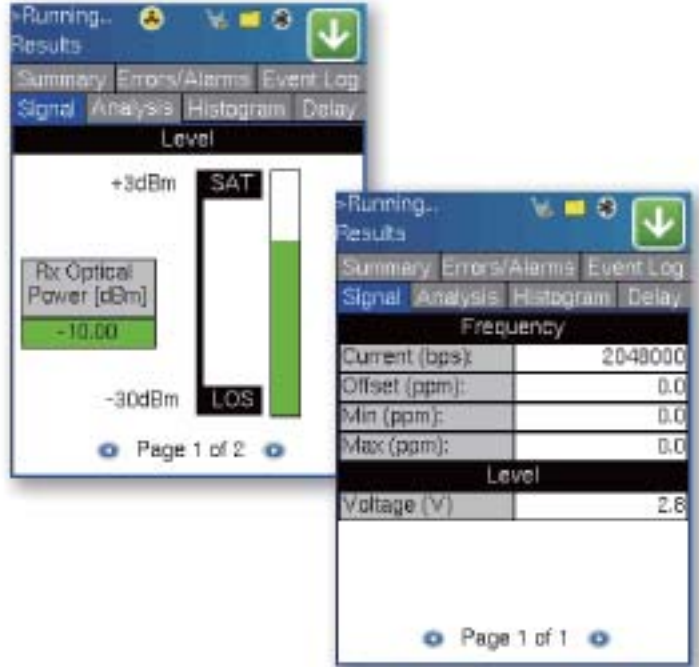 >Running..
Results
Summary Errors/Alarms Event Log
Signal Analysis Histogram Delay
Level
+3dBm SAT
Rx Optical
Power [dBm]
-10.00
-30dBm LOS
Page 1 of 2
>Running..
Results
Summary Errors/Alarms Event Log
Signal Analysis Histogram Delay
Frequency
Current (bps): 2048000
Offset (ppm): 0.0
Min (ppm): 0.0
Max (ppm): 0.0
Level
Voltage (V) 2.8
Page 1 of 1